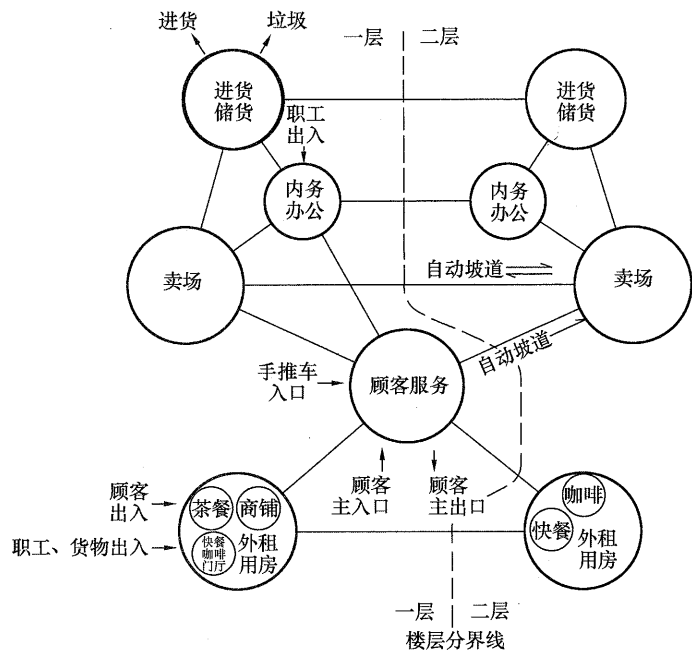 进货
垃圾
一层
二层
进货
储货
进货
储货
职工
出入
内务
办公
内务
办公
卖场
自动坡道
卖场
自动坡道
手推车
入口
顾客服务
顾客
主入口
顾客
主出口
顾客
出入
茶餐
商铺
咖啡
快餐
职工、货物出入
快餐
咖啡
门厅
外租
用房
外租
用房
一层
二层
楼层分界线